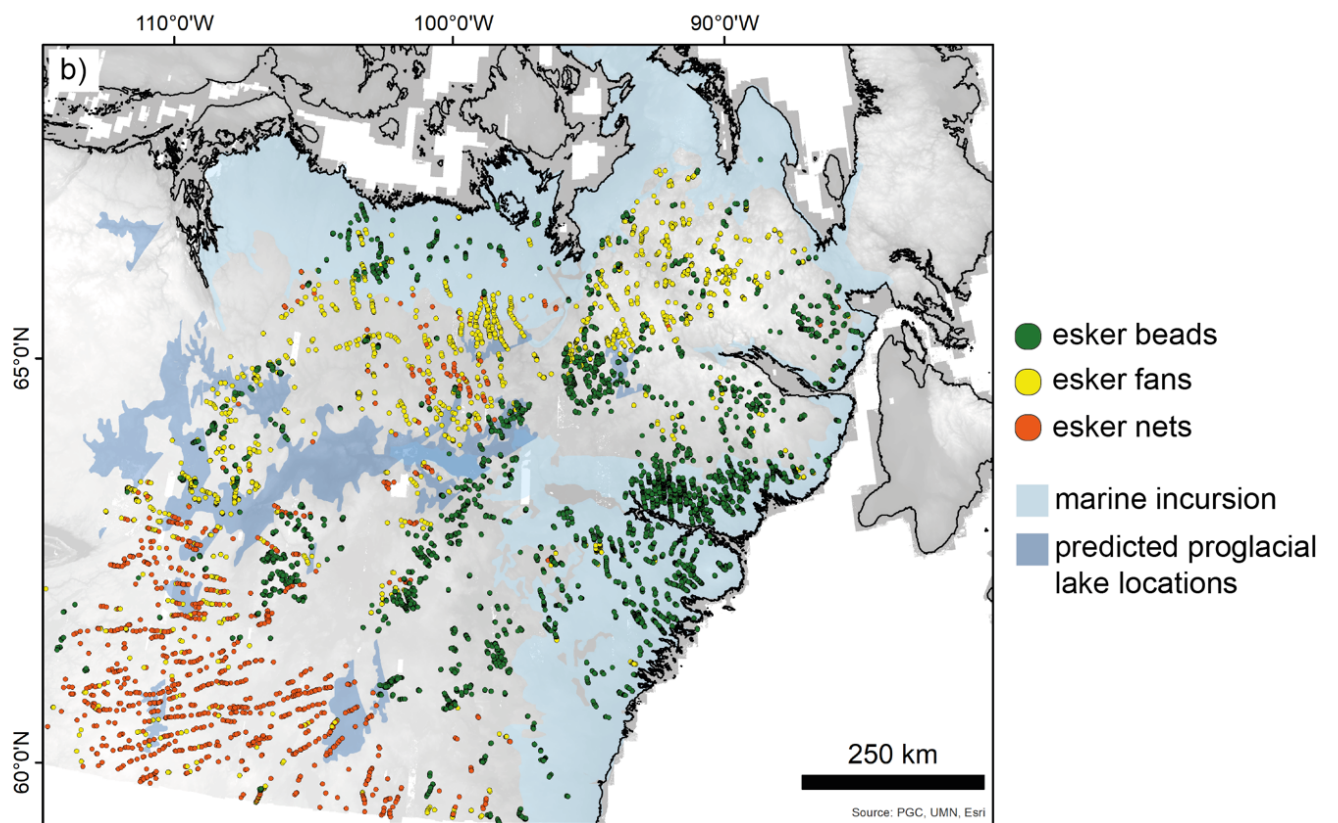 110°0'W 100°0'W 90°0'W
b)
65°0'N
60°0'N
esker beads
esker fans
esker nets
marine incursion
predicted proglacial
lake locations
250 km
Source: PGC, UMN, Esri